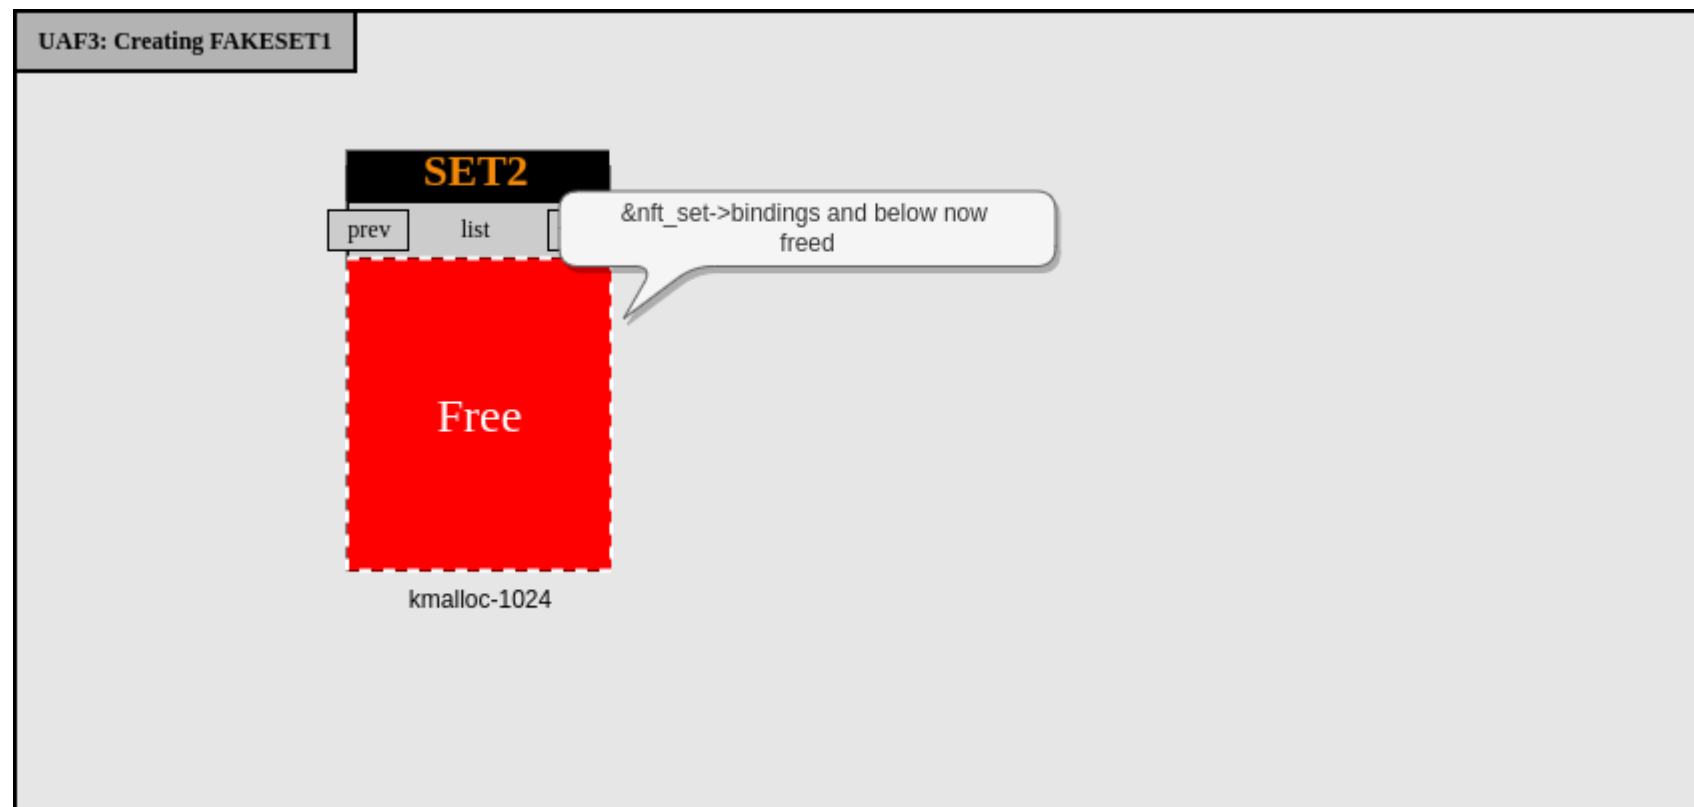 UAF3: Creating FAKESET1
SET2
prev
list
&nft_set->bindings and below now
freed
Free
kmalloc-1024